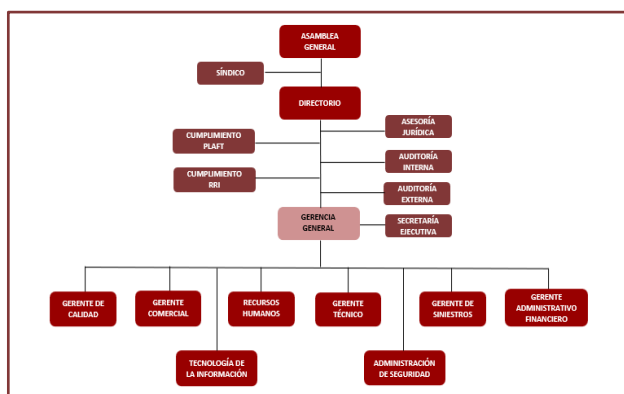 ASAMBLEA
GENERAL
SÍNDICO
DIRECTORIO
ASESORÍA
JURÍDICA
CUMPLIMIENTO
PLAFT
AUDITORÍA
INTERNA
CUMPLIMIENTO
RRI
AUDITORÍA
EXTERNA
GERENCIA
GENERAL
SECRETARÍA
EJECUTIVA
GERENTE DE
CALIDAD
GERENTE
COMERCIAL
RECURSOS
HUMANOS
GERENTE
TÉCNICO
GERENTE DE
SINIESTROS
GERENTE
ADMINISTRATIVO
FINANCIERO
TECNOLOGÍA DE
LA INFORMACIÓN
ADMINISTRACIÓN
DE SEGURIDAD